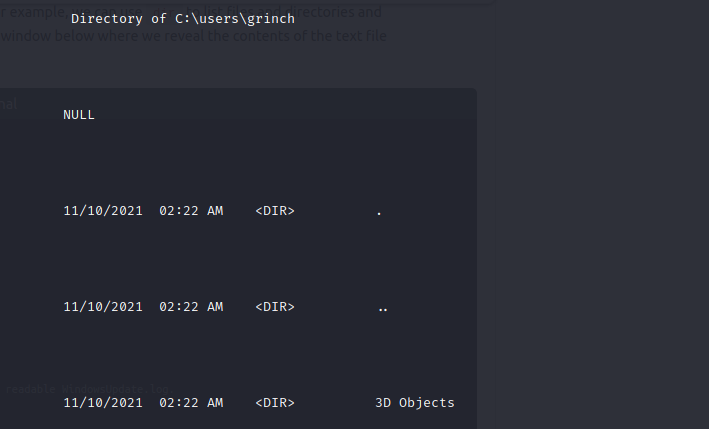 r example, we can use to list files and directories and
Directory of C:\users\grinch
window below where we reveal the contents of the text file
nal
NULL
11/10/2021 02:22 AM <DIR> .
11/10/2021 02:22 AM <DIR> ..
readable
11/10/2021 02:22 AM <DIR> 3D Objects